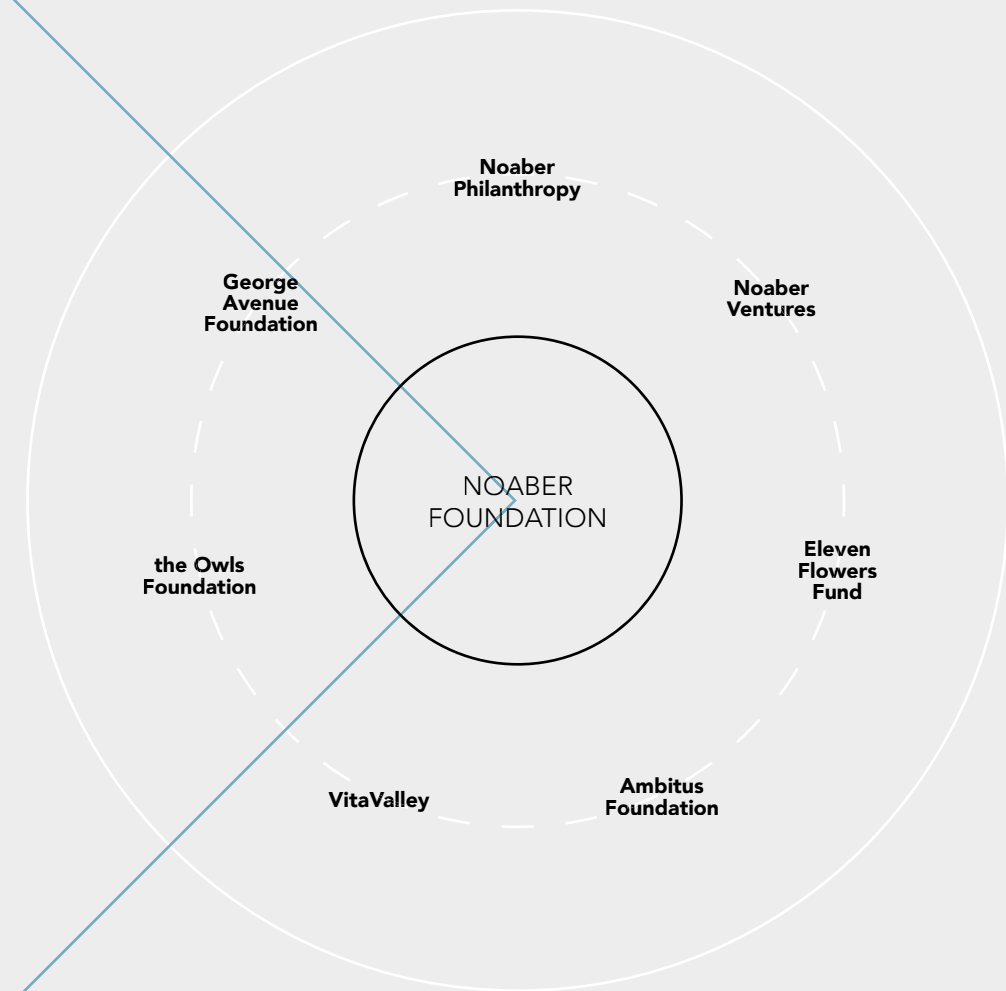 Noaber
Philanthropy
George
Avenue
Foundation
Noaber
Ventures
NOABER
FOUNDATION
the Owls
Foundation
Eleven
Flowers
Fund
VitaValley
Ambitus
Foundation